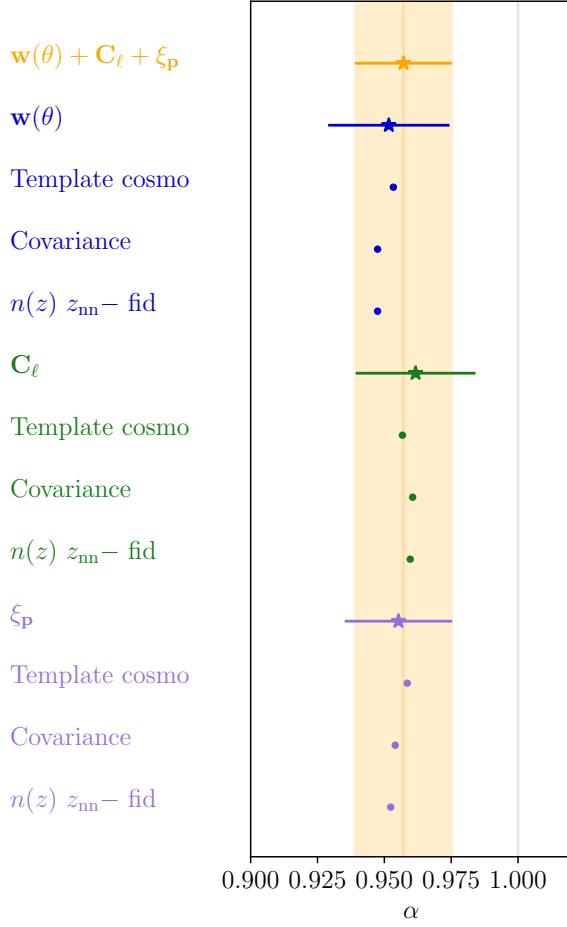 w(θ) + C_ℓ + ξ_p
w(θ)
Template cosmo
Covariance
n(z) z_nn− fid
C_ℓ
Template cosmo
Covariance
n(z) z_nn− fid
ξ_p
Template cosmo
Covariance
n(z) z_nn− fid
0.900 0.925 0.950 0.975 1.000
α